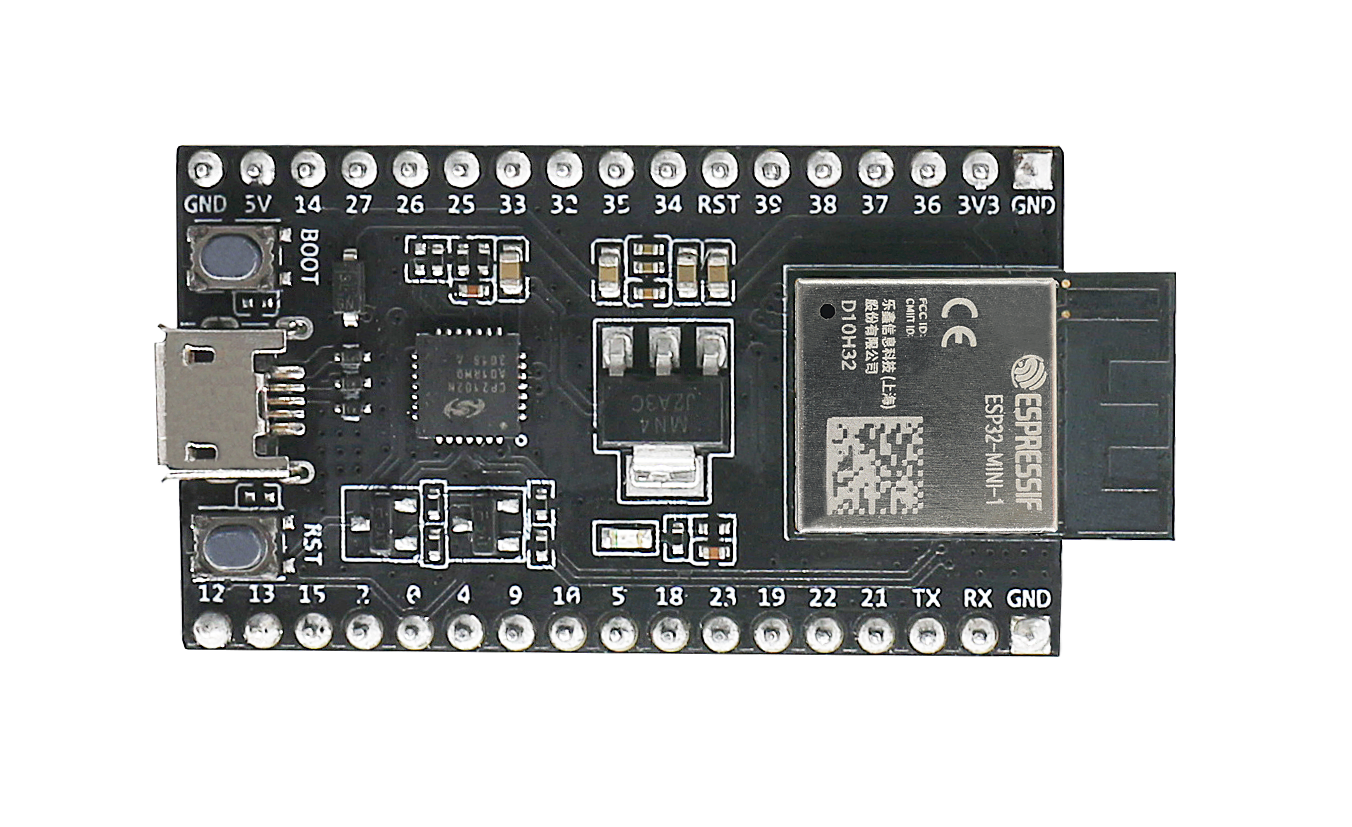 GND 5V 14 27 26 25 33 32 35 34 RST 39 38 37 36 3V3 GND
BOOT
CE
FCC ID:
CMIIT ID:
乐鑫信息科技 (上海)
股份有限公司
D10H32
ESPRESSIF
ESP32-MINI-1
CP2102N
A01RM0
MN4
J2A3C
RST
12 13 15 2 0 4 9 10 5 18 23 19 22 21 TX RX GND